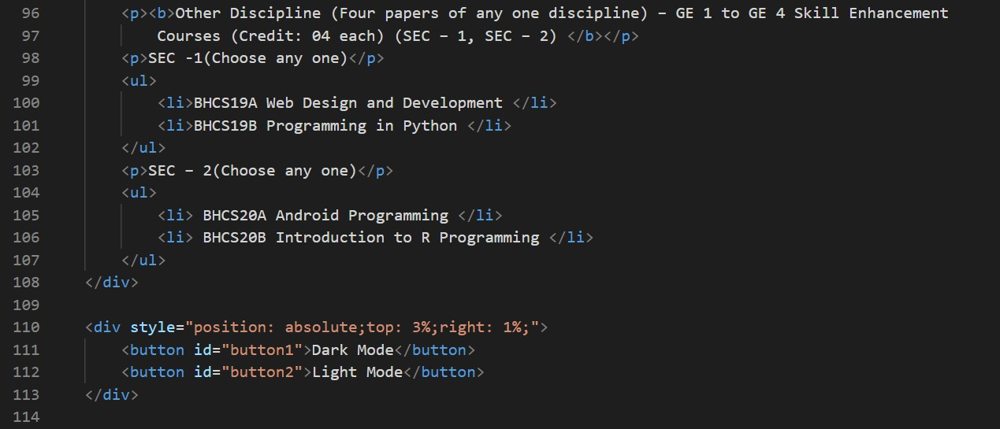 96 <p><b>Other Discipline (Four papers of any one discipline) – GE 1 to GE 4 Skill Enhancement
97 Courses (Credit: 04 each) (SEC – 1, SEC – 2) </b></p>
98 <p>SEC -1(Choose any one)</p>
99 <ul>
100 <li>BHCS19A Web Design and Development </li>
101 <li>BHCS19B Programming in Python </li>
102 </ul>
103 <p>SEC – 2(Choose any one)</p>
104 <ul>
105 <li> BHCS20A Android Programming </li>
106 <li> BHCS20B Introduction to R Programming </li>
107 </ul>
108 </div>
109
110 <div style="position: absolute;top: 3%;right: 1%;">
111 <button id="button1">Dark Mode</button>
112 <button id="button2">Light Mode</button>
113 </div>
114